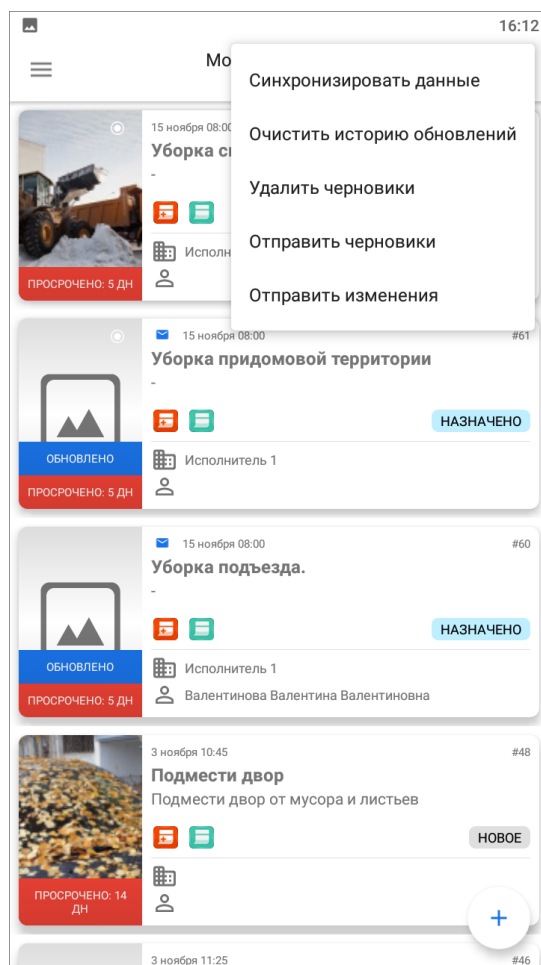 16:12
Мо
Синхронизировать данные
Очистить историю обновлений
Удалить черновики
Отправить черновики
Отправить изменения
15 ноября 08:00
Уборка
-
ПРОСРОЧЕНО: 5 ДН
15 ноября 08:00
#61
Уборка придомовой территории
-
НАЗНАЧЕНО
ОБНОВЛЕНО
Исполнитель 1
ПРОСРОЧЕНО: 5 ДН
15 ноября 08:00
#60
Уборка подъезда.
-
НАЗНАЧЕНО
ОБНОВЛЕНО
Исполнитель 1
ПРОСРОЧЕНО: 5 ДН
Валентинова Валентина Валентиновна
3 ноября 10:45
#48
Подмести двор
Подмести двор от мусора и листьев
НОВОЕ
ПРОСРОЧЕНО: 14
ДН
3 ноября 11:25
#46